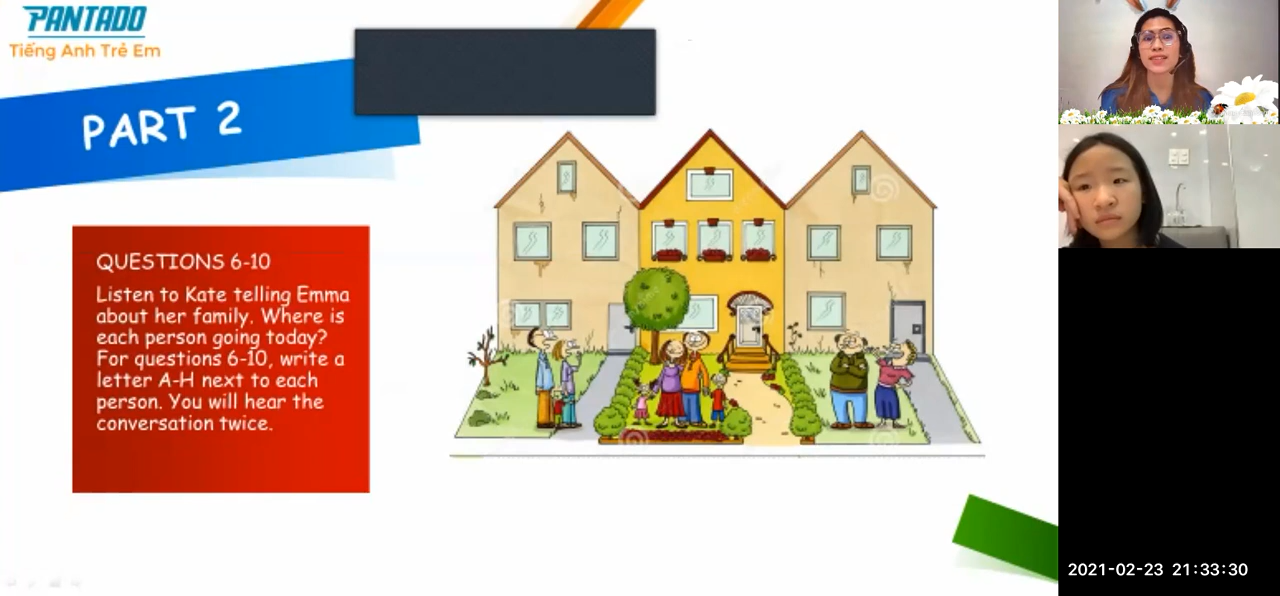 PANTADO
Tiếng Anh Trẻ Em
PART 2
QUESTIONS 6-10
Listen to Kate telling Emma
about her family. Where is
each person going today?
For questions 6-10, write a
letter A-H next to each
person. You will hear the
conversation twice.
2021-02-23 21:33:30